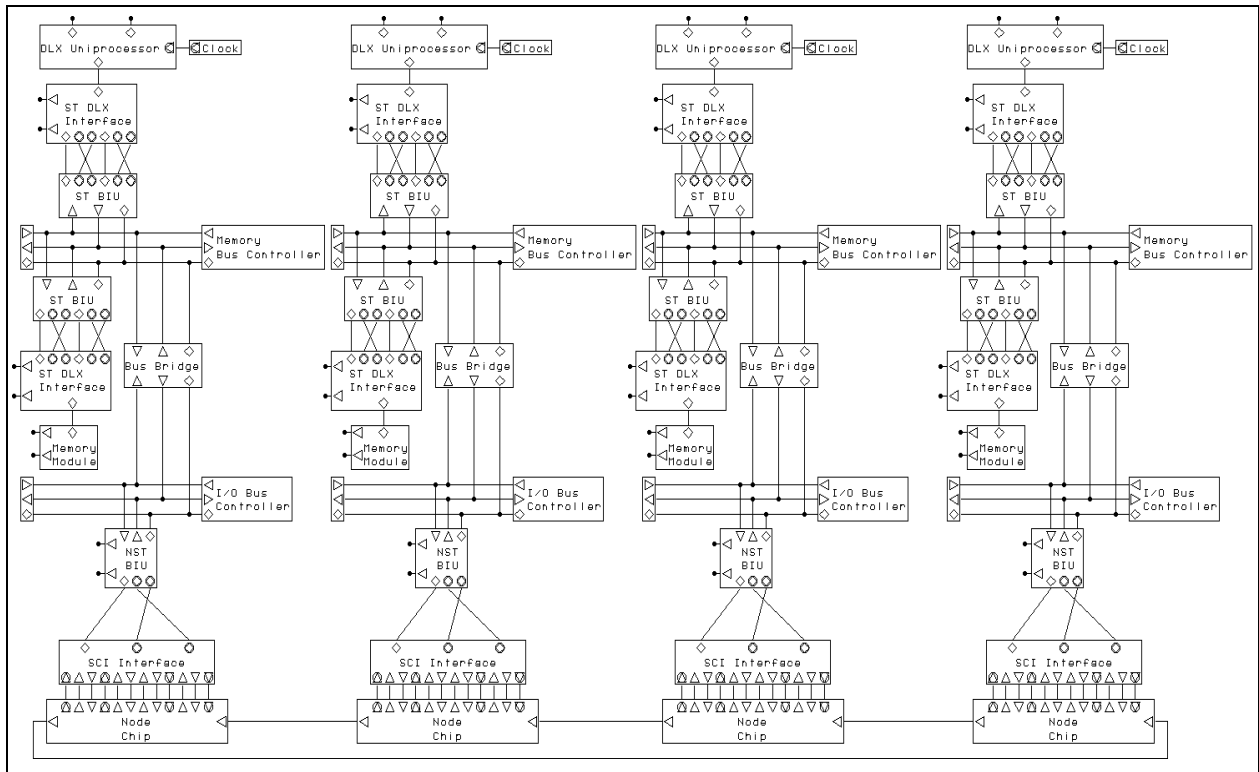 DLX Uniprocessor Clock DLX Uniprocessor Clock DLX Uniprocessor Clock DLX Uniprocessor Clock
ST DLX ST DLX ST DLX ST DLX
Interface Interface Interface Interface
ST BIU ST BIU ST BIU ST BIU
Memory Memory Memory Memory
Bus Controller Bus Controller Bus Controller Bus Controller
ST BIU ST BIU ST BIU ST BIU
Bus Bridge Bus Bridge Bus Bridge Bus Bridge
ST DLX ST DLX ST DLX ST DLX
Interface Interface Interface Interface
Memory Memory Memory Memory
Module Module Module Module
I/O Bus I/O Bus I/O Bus I/O Bus
Controller Controller Controller Controller
NST NST NST NST
BIU BIU BIU BIU
SCI Interface SCI Interface SCI Interface SCI Interface
Node Node Node Node
Chip Chip Chip Chip